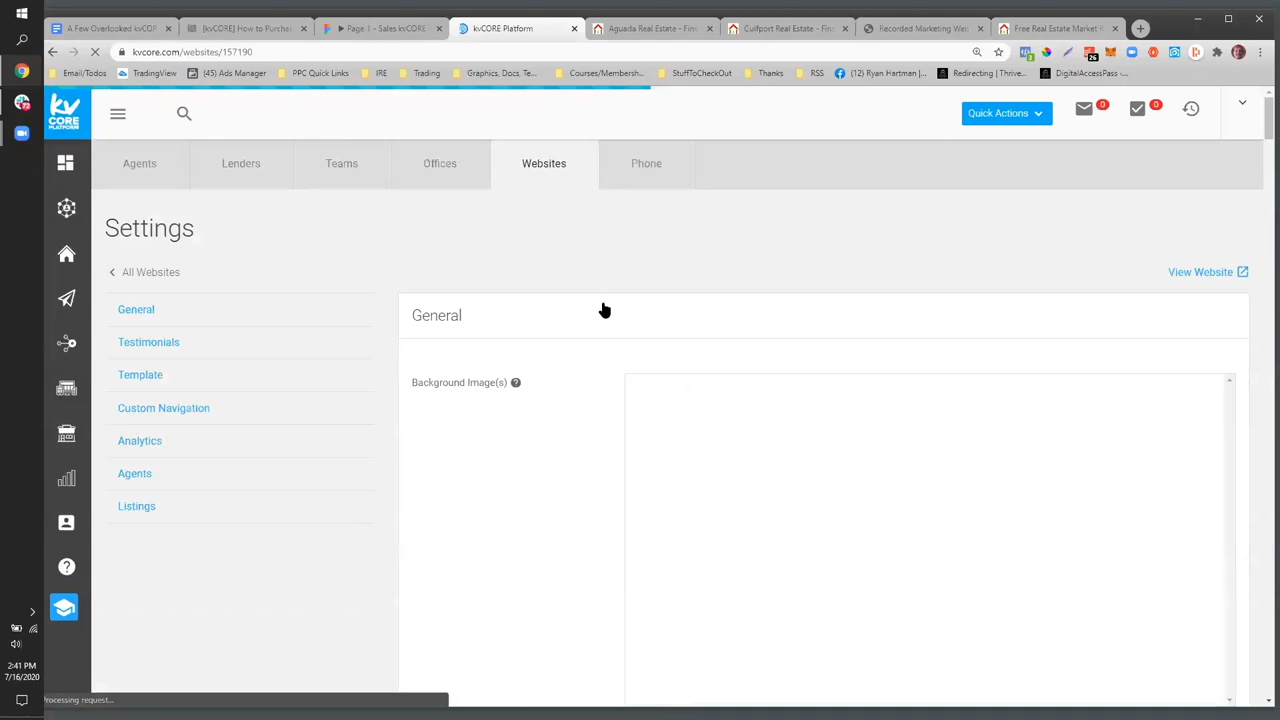 A Few Overlooked kvCOR
[kvCORE] How to Purchas
Page 1 - Sales kvCORE
kvCORE Platform
Aguada Real Estate - Find
Gulfport Real Estate - Fin
Recorded Marketing Web
Free Real Estate Market R
kvcore.com/websites/157190
26
Email/Todos
TradingView
(45) Ads Manager
PPC Quick Links
IRE
Trading
Graphics, Docs, Te...
Courses/Membersh...
StuffToCheckOut
Thanks
RSS
(12) Ryan Hartman |...
Redirecting | Thrive...
DigitalAccessPass -...
kv
CORE
PLATFORM
Quick Actions
0
0
Agents
Lenders
Teams
Offices
Websites
Phone
Settings
All Websites
View Website
General
Testimonials
Template
Custom Navigation
Analytics
Agents
Listings
General
Background Image(s)
2:41 PM
7/16/2020
Processing request...